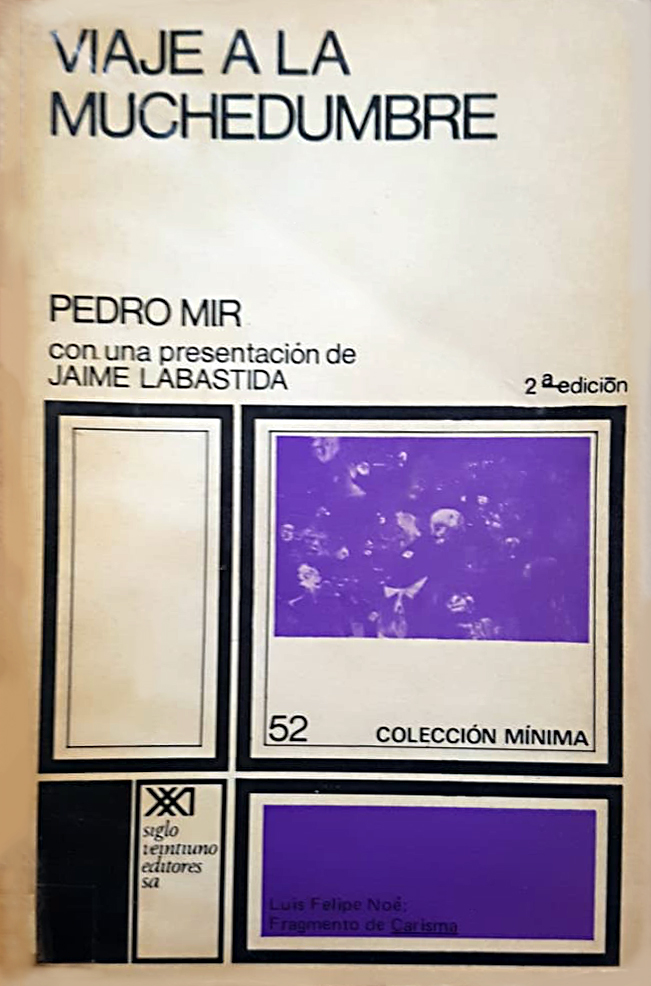 VIAJE A LA
MUCHEDUMBRE
PEDRO MIR
con una presentación de
JAIME LABASTIDA
2ª edición
52
COLECCIÓN MÍNIMA
XXI
siglo
veintiuno
editores
sa
Luis Felipe Noé:
Fragmento de Carisma